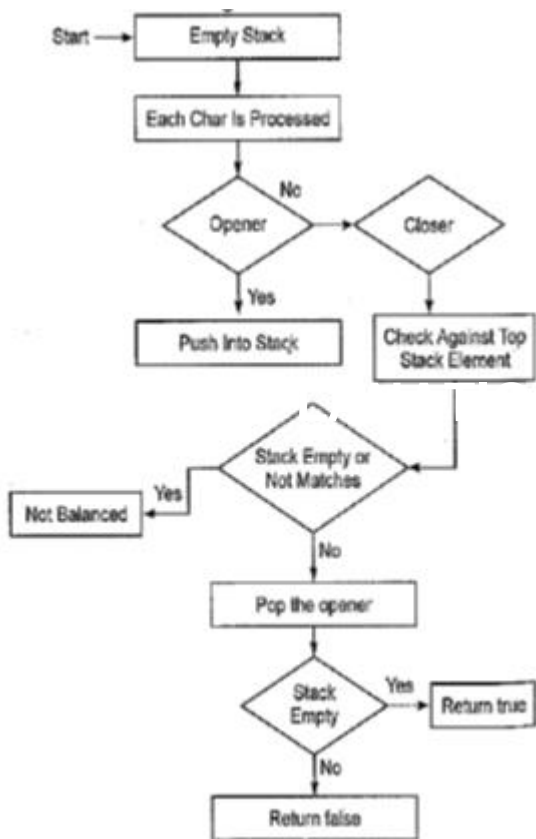 Start
Empty Stack
Each Char Is Processed
Opener
No
Closer
Yes
Push Into Stack
Check Against Top
Stack Element
Stack Empty or
Not Matches
Yes
Not Balanced
No
Pop the opener
Stack
Empty
Yes
Return true
No
Return false